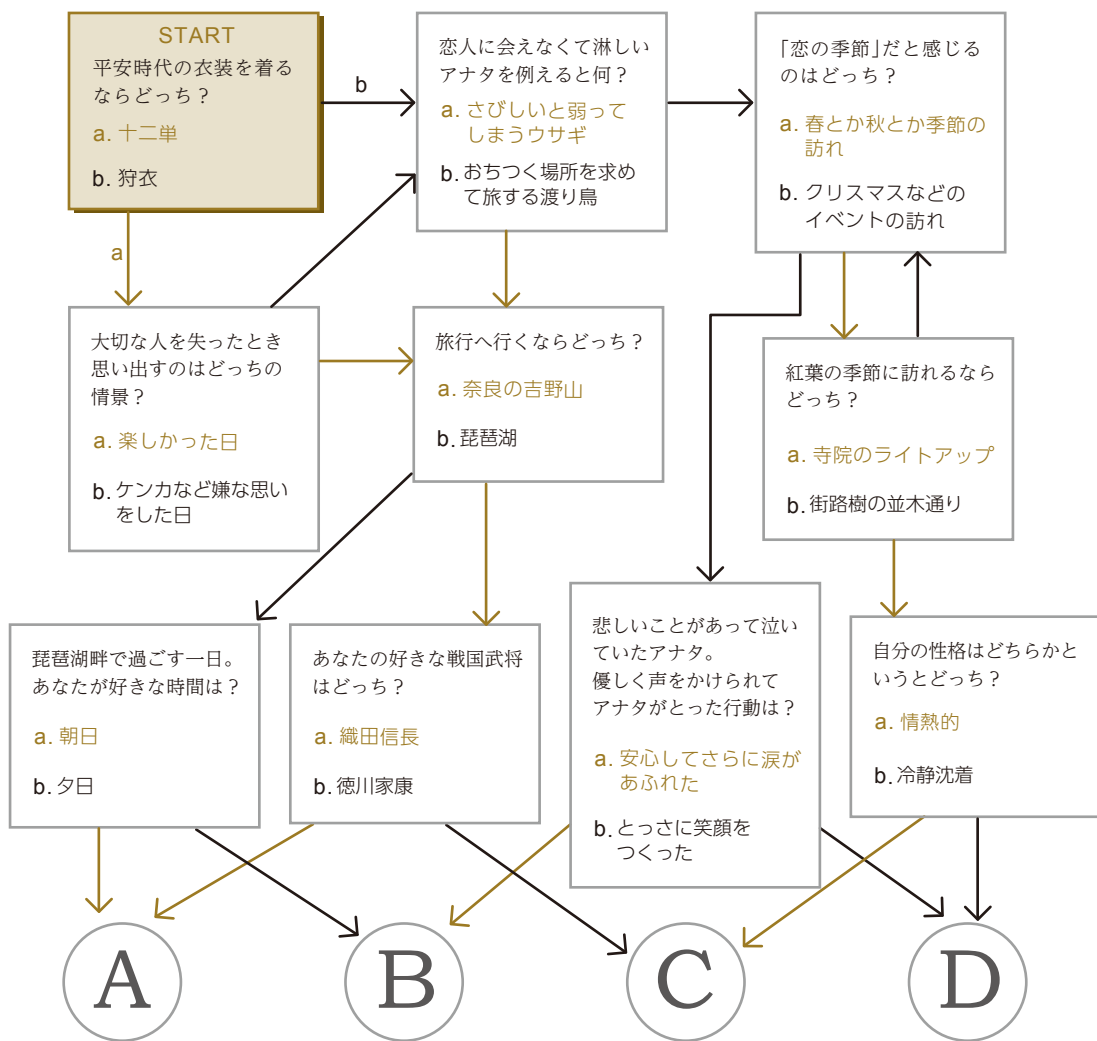 START
平安時代の衣装を着る
ならどっち？
a. 十二単
b. 狩衣
b
a
恋人に会えなくて淋しい
アナタを例えると何？
a. さびしいと弱って
しまうウサギ
b. おちつく場所を求め
て旅する渡り鳥
「恋の季節」だと感じる
のはどっち？
a. 春とか秋とか季節の
訪れ
b. クリスマスなどの
イベントの訪れ
大切な人を失ったとき
思い出すのはどっちの
情景？
a. 楽しかった日
b. ケンカなど嫌な思い
をした日
旅行へ行くならどっち？
a. 奈良の吉野山
b. 琵琶湖
紅葉の季節に訪れるなら
どっち？
a. 寺院のライトアップ
b. 街路樹の並木通り
琵琶湖畔で過ごす一日。
あなたが好きな時間は？
a. 朝日
b. 夕日
あなたの好きな戦国武将
はどっち？
a. 織田信長
b. 徳川家康
悲しいことがあって泣い
ていたアナタ。
優しく声をかけられて
アナタがとった行動は？
a. 安心してさらに涙が
あふれた
b. とっさに笑顔を
つくった
自分の性格はどちらかと
いうとどっち？
a. 情熱的
b. 冷静沈着
A
B
C
D